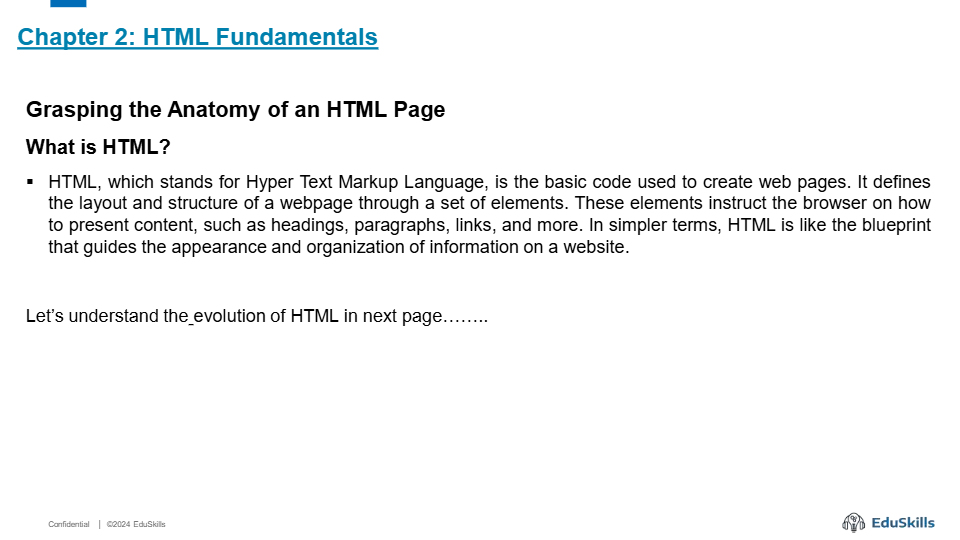 Chapter 2: HTML Fundamentals
Grasping the Anatomy of an HTML Page
What is HTML?
▪ HTML, which stands for Hyper Text Markup Language, is the basic code used to create web pages. It defines
the layout and structure of a webpage through a set of elements. These elements instruct the browser on how
to present content, such as headings, paragraphs, links, and more. In simpler terms, HTML is like the blueprint
that guides the appearance and organization of information on a website.
Let’s understand the evolution of HTML in next page……..
Confidential | ©2024 EduSkills
EduSkills